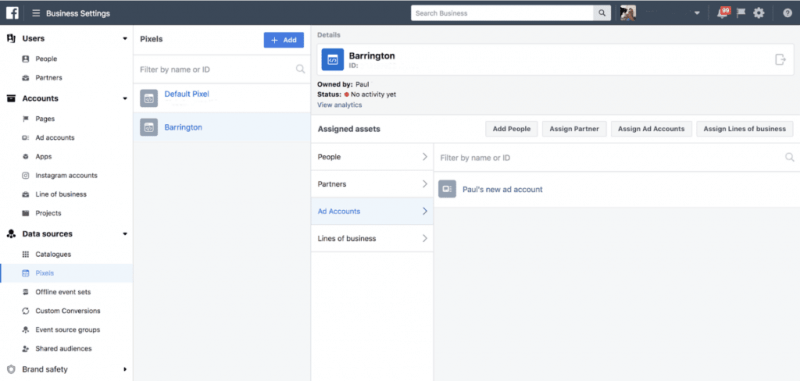 f
Business Settings
Search Business
99
Users
People
Partners
Accounts
Pages
Ad accounts
Apps
Instagram accounts
Line of business
Projects
Data sources
Catalogues
Pixels
Offline event sets
Custom Conversions
Event source groups
Shared audiences
Brand safety
Pixels
+ Add
Filter by name or ID
Default Pixel
Barrington
Details
Barrington
ID:
Owned by: Paul
Status: No activity yet
View analytics
Assigned assets
Add People
Assign Partner
Assign Ad Accounts
Assign Lines of business
People
Partners
Ad Accounts
Lines of business
Filter by name or ID
Paul's new ad account